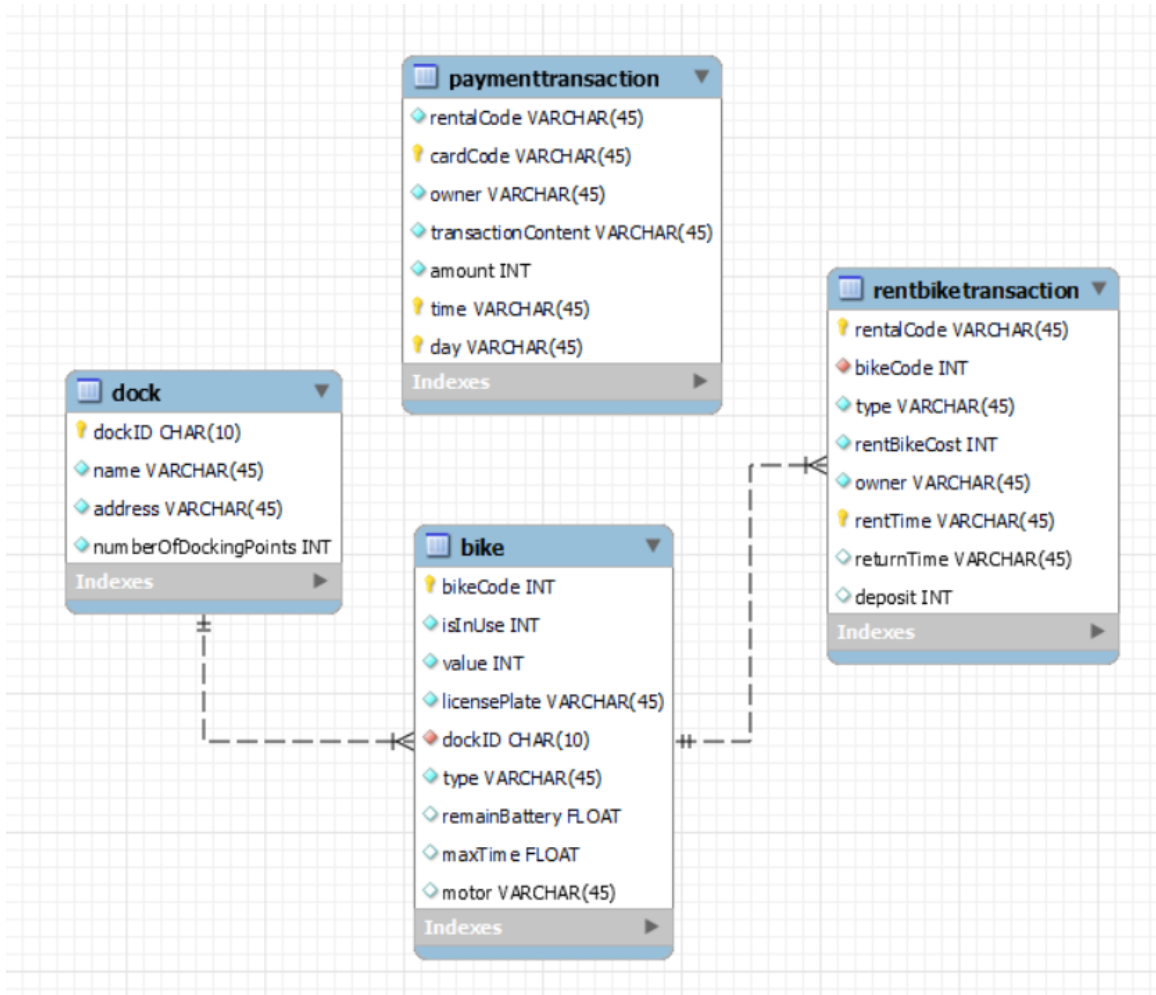 paymenttransaction
rentalCode VARCHAR(45)
cardCode VARCHAR(45)
owner VARCHAR(45)
transactionContent VARCHAR(45)
amount INT
time VARCHAR(45)
day VARCHAR(45)
Indexes
dock
dockID CHAR(10)
name VARCHAR(45)
address VARCHAR(45)
numberOfDockingPoints INT
Indexes
bike
bikeCode INT
isInUse INT
value INT
licensePlate VARCHAR(45)
dockID CHAR(10)
type VARCHAR(45)
remainBattery FLOAT
maxTime FLOAT
motor VARCHAR(45)
Indexes
rentbiketransaction
rentalCode VARCHAR(45)
bikeCode INT
type VARCHAR(45)
rentBikeCost INT
owner VARCHAR(45)
rentTime VARCHAR(45)
returnTime VARCHAR(45)
deposit INT
Indexes